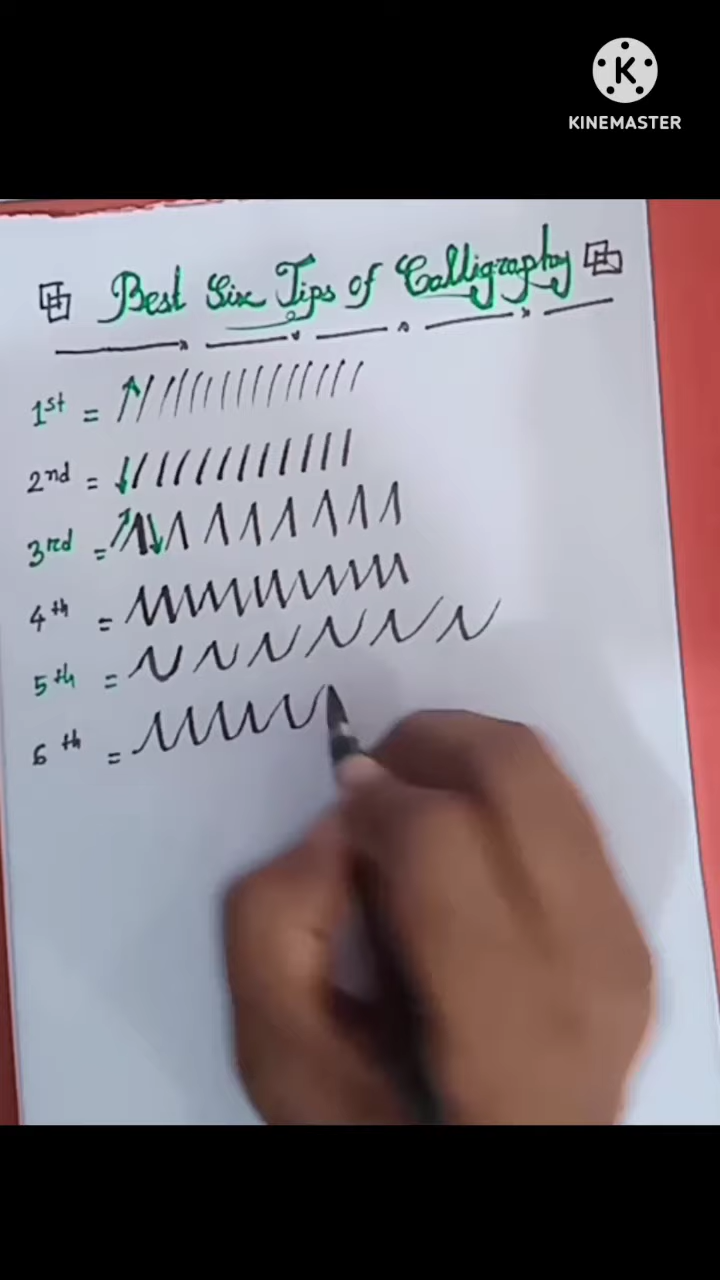 KINEMASTER
Best Six Tips of Calligraphy
1st =
2nd =
3rd =
4th =
5th =
6th =